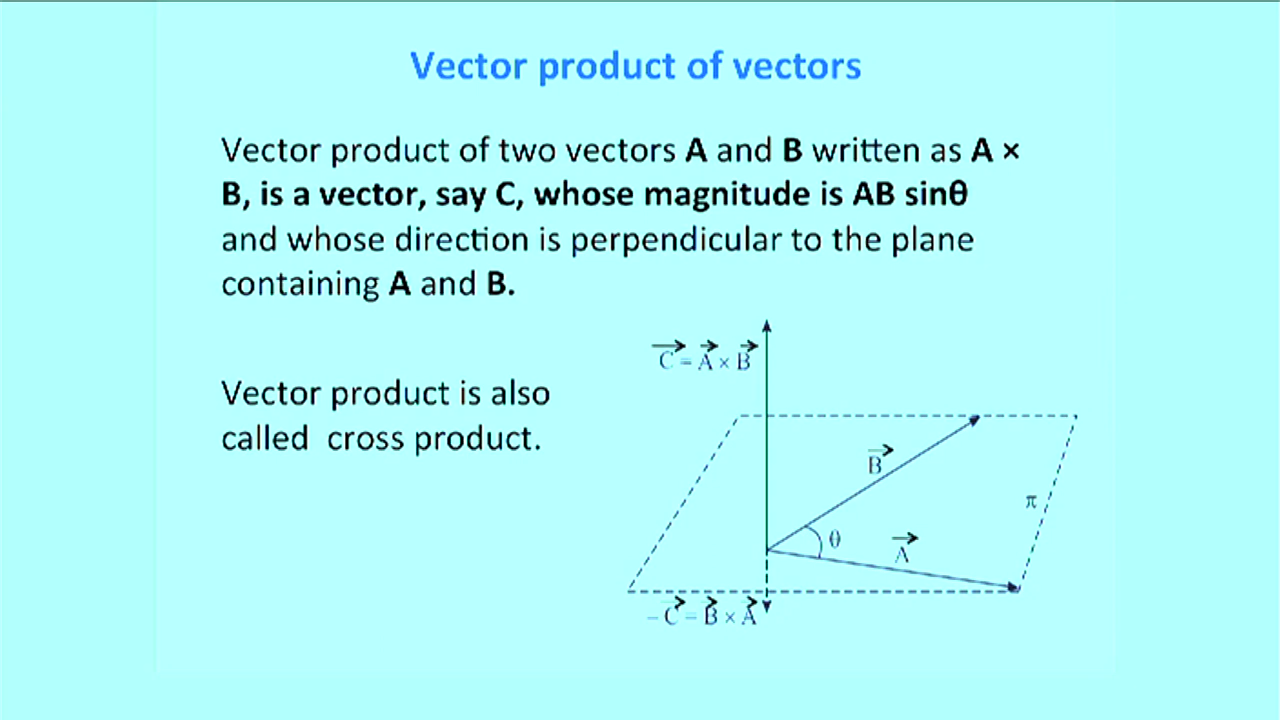 Vector product of vectors
Vector product of two vectors A and B written as A ×
B, is a vector, say C, whose magnitude is AB sinθ
and whose direction is perpendicular to the plane
containing A and B.
Vector product is also
called cross product.
C = A × B
B
π
θ
A
– C = B × A